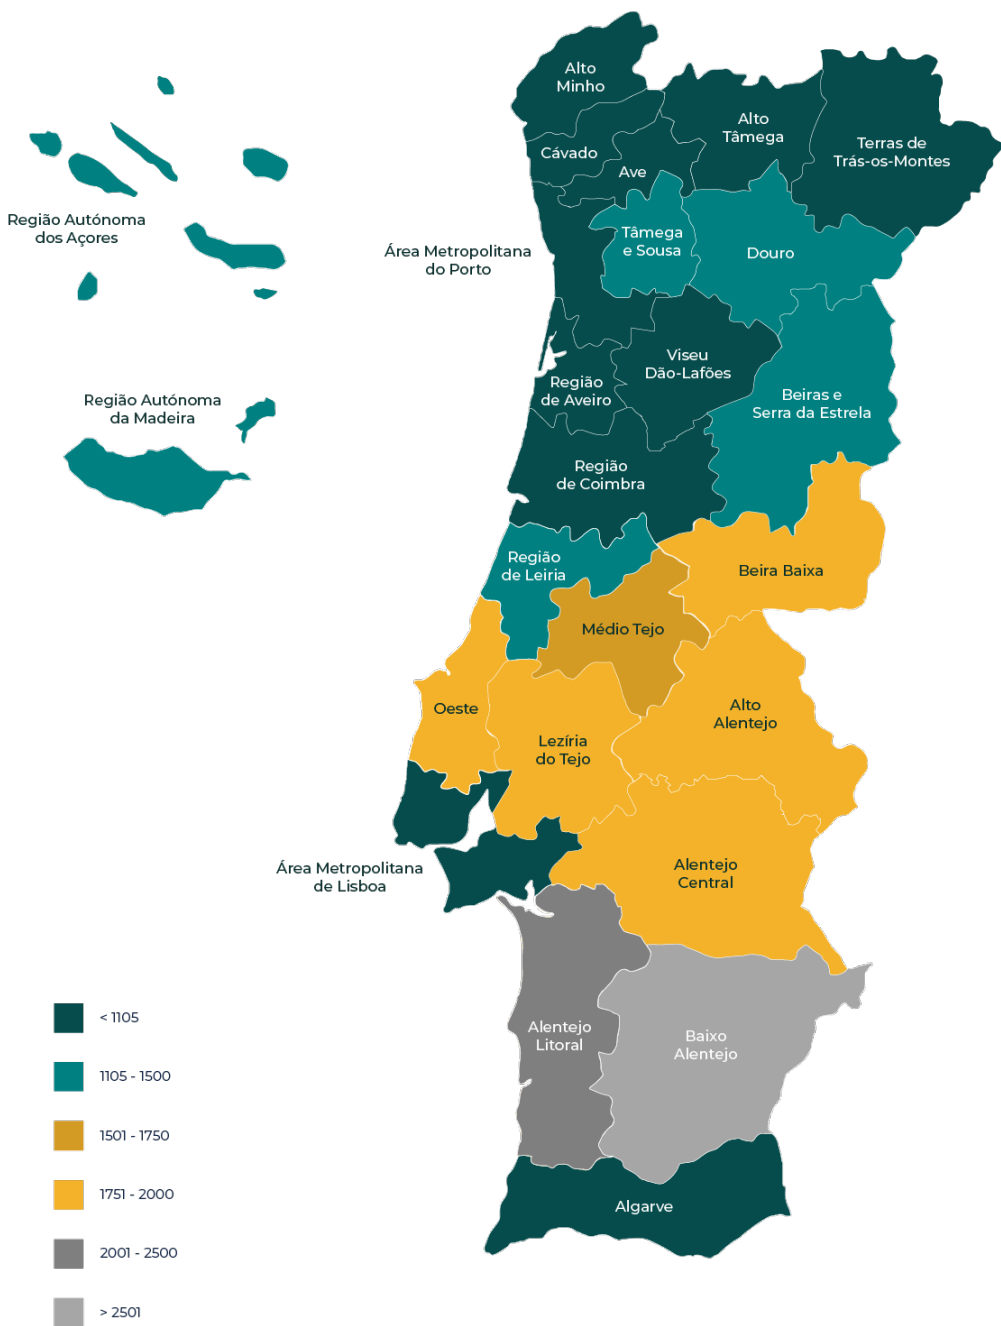 Alto
Minho
Alto
Tâmega
Terras de
Trás-os-Montes
Cávado
Ave
Região Autónoma
dos Açores
Área Metropolitana
do Porto
Tâmega
e Sousa
Douro
Viseu
Dão-Lafões
Região
de Aveiro
Beiras e
Serra da Estrela
Região Autónoma
da Madeira
Região
de Coimbra
Região
de Leiria
Beira Baixa
Médio Tejo
Oeste
Lezíria
do Tejo
Alto
Alentejo
Área Metropolitana
de Lisboa
Alentejo
Central
Alentejo
Litoral
Baixo
Alentejo
Algarve
< 1105
1105 - 1500
1501 - 1750
1751 - 2000
2001 - 2500
> 2501